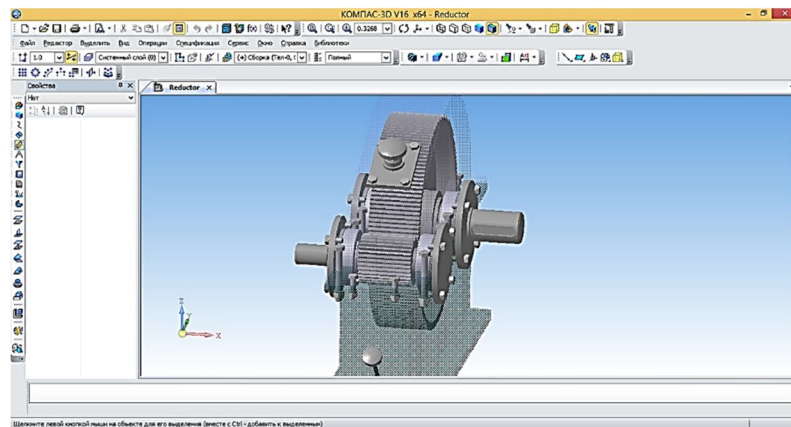 КОМПАС-3D V16 x64 - Reductor
0.3268
Файл Редактор Выделить Вид Операции Спецификация Сервис Окно Справка Библиотеки
1.0 Системный слой (0) (+) Сборка (Тел-0, Полный
Свойства
Reductor
Нет
Z
Y
X
Щелкните левой кнопкой мыши на объекте для его выделения (вместе с Ctrl - добавить к выделенным)